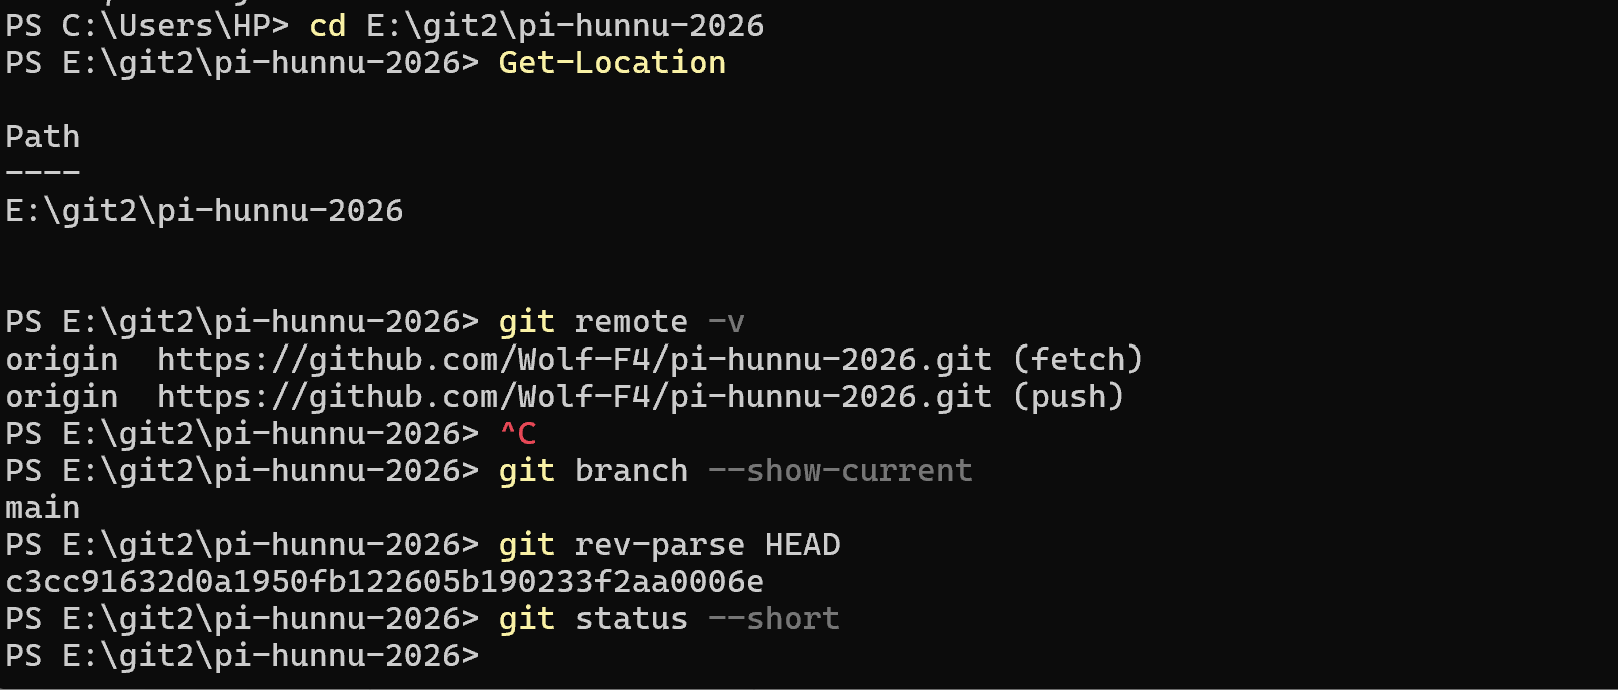 PS C:\Users\HP> cd E:\git2\pi-hunnu-2026
PS E:\git2\pi-hunnu-2026> Get-Location
Path
----
E:\git2\pi-hunnu-2026
PS E:\git2\pi-hunnu-2026> git remote -v
origin  https://github.com/Wolf-F4/pi-hunnu-2026.git (fetch)
origin  https://github.com/Wolf-F4/pi-hunnu-2026.git (push)
PS E:\git2\pi-hunnu-2026> ^C
PS E:\git2\pi-hunnu-2026> git branch --show-current
main
PS E:\git2\pi-hunnu-2026> git rev-parse HEAD
c3cc91632d0a1950fb122605b190233f2aa0006e
PS E:\git2\pi-hunnu-2026> git status --short
PS E:\git2\pi-hunnu-2026>